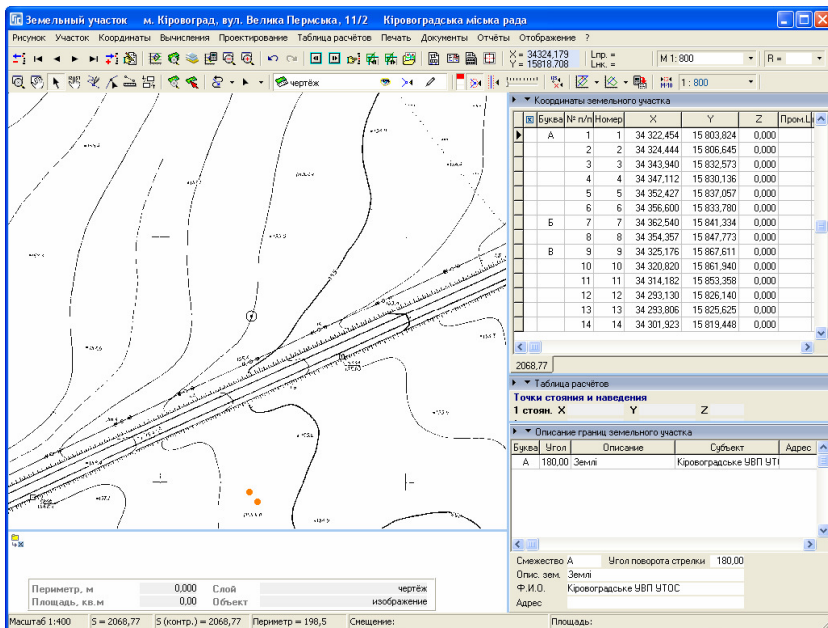 Земельный участок м. Кіровоград, вул. Велика Пермська, 11/2 Кіровоградська міська рада
Рисунок Участок Координаты Вычисления Проектирование Таблица расчётов Печать Документы Отчёты Отображение ?
X = 34324,179 Lпр. = M 1: 800 R =
Y = 15818.708 Lнк. =
чертёж 1 : 800
Координаты земельного участка
Буква № п/п Номер X Y Z Пром.L
А 1 1 34 322,454 15 803,824 0,000
2 2 34 324,444 15 806,645 0,000
3 3 34 343,940 15 832,573 0,000
4 4 34 347,112 15 830,136 0,000
5 5 34 352,427 15 837,057 0,000
6 6 34 356,600 15 833,780 0,000
Б 7 7 34 362,540 15 841,334 0,000
8 8 34 354,357 15 847,773 0,000
В 9 9 34 325,176 15 867,611 0,000
10 10 34 320,820 15 861,940 0,000
11 11 34 314,182 15 853,358 0,000
12 12 34 293,130 15 826,140 0,000
13 13 34 293,806 15 825,625 0,000
14 14 34 301,923 15 819,448 0,000
2068,77
Таблица расчётов
Точки стояния и наведения
1 стоян. X Y Z
Описание границ земельного участка
Буква Угол Описание Субъект Адрес
А 180,00 Землі Кіровоградське УВП УТ
Смежество А Угол поворота стрелки 180,00
Опис. зем. Землі
Ф.И.О. Кіровоградське УВП УТОС
Адрес
Периметр, м 0,000 Слой чертёж
Площадь, кв.м 0,00 Объект изображение
Масштаб 1:400 S = 2068,77 S (контр.) = 2068,77 Периметр = 198,5 Смещение: Площадь: